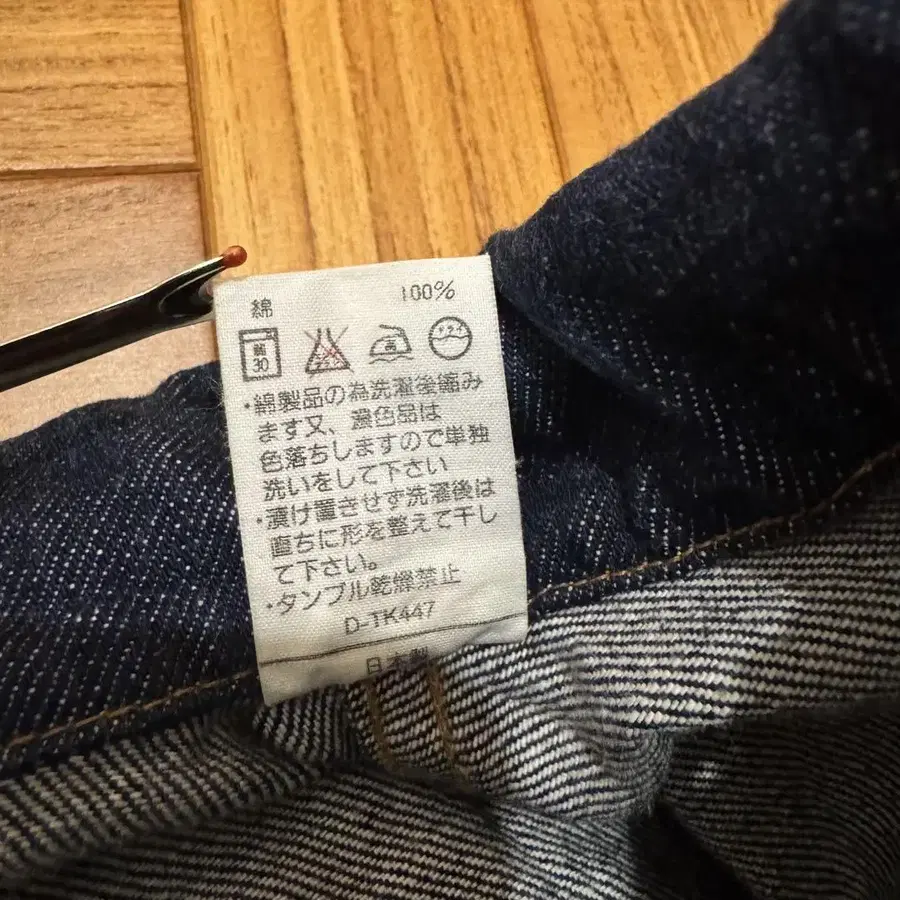 綿 100%
30
・綿製品の為洗濯後縮み
ます又、濃色品は
色落ちしますので単独
洗いをして下さい
・漬け置きせず洗濯後は
直ちに形を整えて干し
て下さい。
・タンブル乾燥禁止
D-TK447
日本製